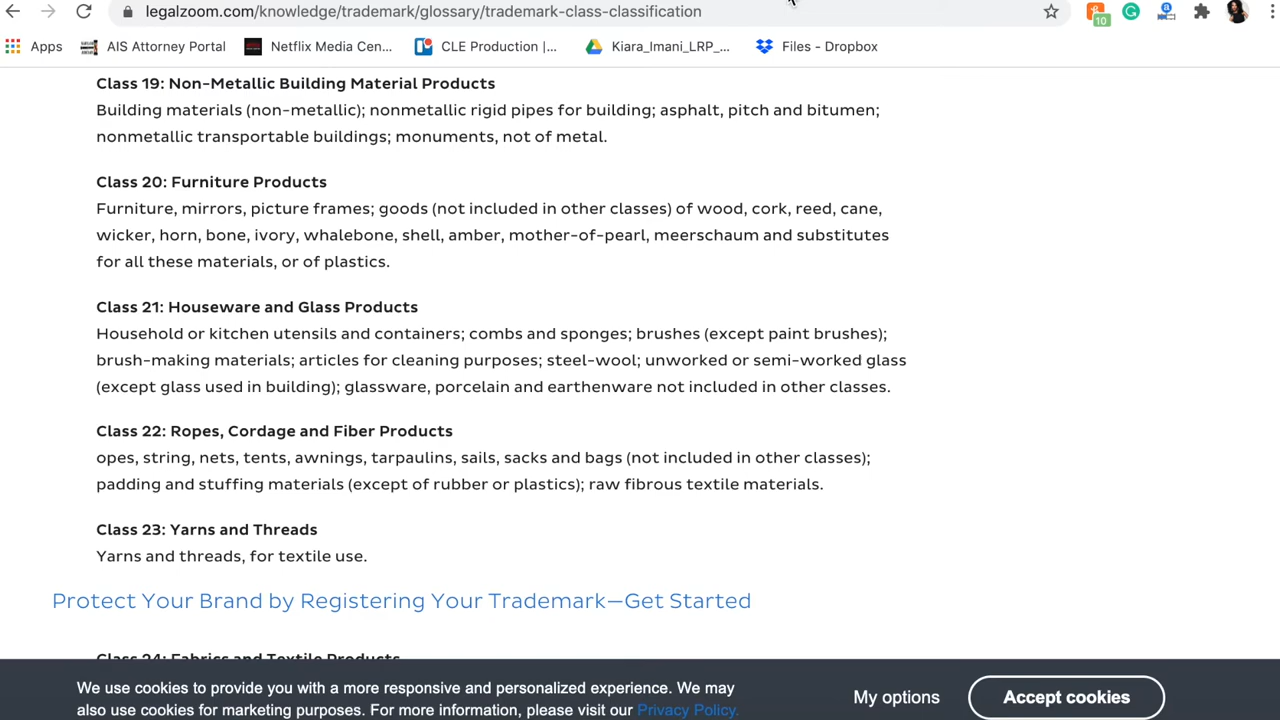 legalzoom.com/knowledge/trademark/glossary/trademark-class-classification
10
Apps AIS Attorney Portal Netflix Media Cen... CLE Production |... Kiara_Imani_LRP_... Files - Dropbox
Class 19: Non-Metallic Building Material Products
Building materials (non-metallic); nonmetallic rigid pipes for building; asphalt, pitch and bitumen;
nonmetallic transportable buildings; monuments, not of metal.
Class 20: Furniture Products
Furniture, mirrors, picture frames; goods (not included in other classes) of wood, cork, reed, cane,
wicker, horn, bone, ivory, whalebone, shell, amber, mother-of-pearl, meerschaum and substitutes
for all these materials, or of plastics.
Class 21: Houseware and Glass Products
Household or kitchen utensils and containers; combs and sponges; brushes (except paint brushes);
brush-making materials; articles for cleaning purposes; steel-wool; unworked or semi-worked glass
(except glass used in building); glassware, porcelain and earthenware not included in other classes.
Class 22: Ropes, Cordage and Fiber Products
opes, string, nets, tents, awnings, tarpaulins, sails, sacks and bags (not included in other classes);
padding and stuffing materials (except of rubber or plastics); raw fibrous textile materials.
Class 23: Yarns and Threads
Yarns and threads, for textile use.
Protect Your Brand by Registering Your Trademark—Get Started
Class 24: Fabrics and Textile Products
We use cookies to provide you with a more responsive and personalized experience. We may
also use cookies for marketing purposes. For more information, please visit our Privacy Policy.
My options
Accept cookies